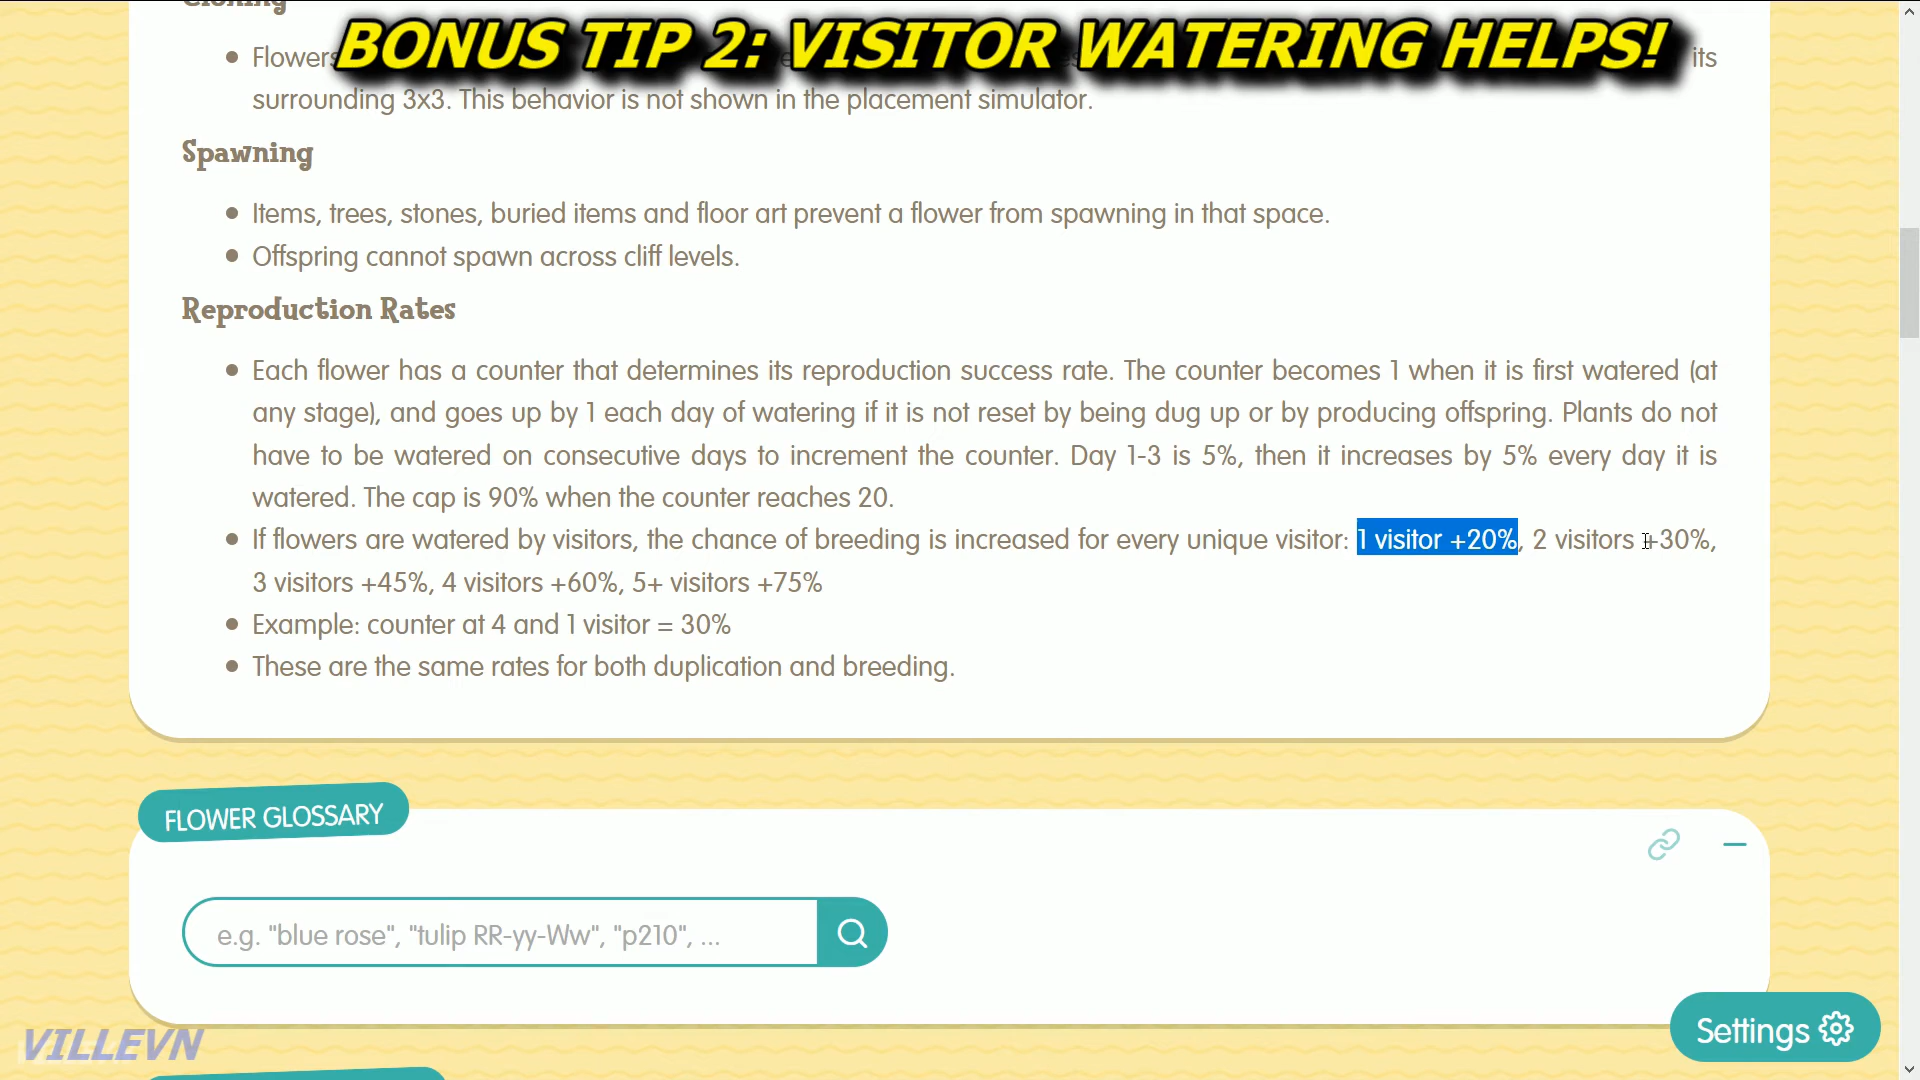 Cloning
BONUS TIP 2: VISITOR WATERING HELPS!
Flowers its
surrounding 3x3. This behavior is not shown in the placement simulator.
Spawning
Items, trees, stones, buried items and floor art prevent a flower from spawning in that space.
Offspring cannot spawn across cliff levels.
Reproduction Rates
Each flower has a counter that determines its reproduction success rate. The counter becomes 1 when it is first watered (at
any stage), and goes up by 1 each day of watering if it is not reset by being dug up or by producing offspring. Plants do not
have to be watered on consecutive days to increment the counter. Day 1-3 is 5%, then it increases by 5% every day it is
watered. The cap is 90% when the counter reaches 20.
If flowers are watered by visitors, the chance of breeding is increased for every unique visitor: 1 visitor +20%, 2 visitors +30%,
3 visitors +45%, 4 visitors +60%, 5+ visitors +75%
Example: counter at 4 and 1 visitor = 30%
These are the same rates for both duplication and breeding.
FLOWER GLOSSARY
e.g. "blue rose", "tulip RR-yy-Ww", "p210", ...
Settings
VILLEVN